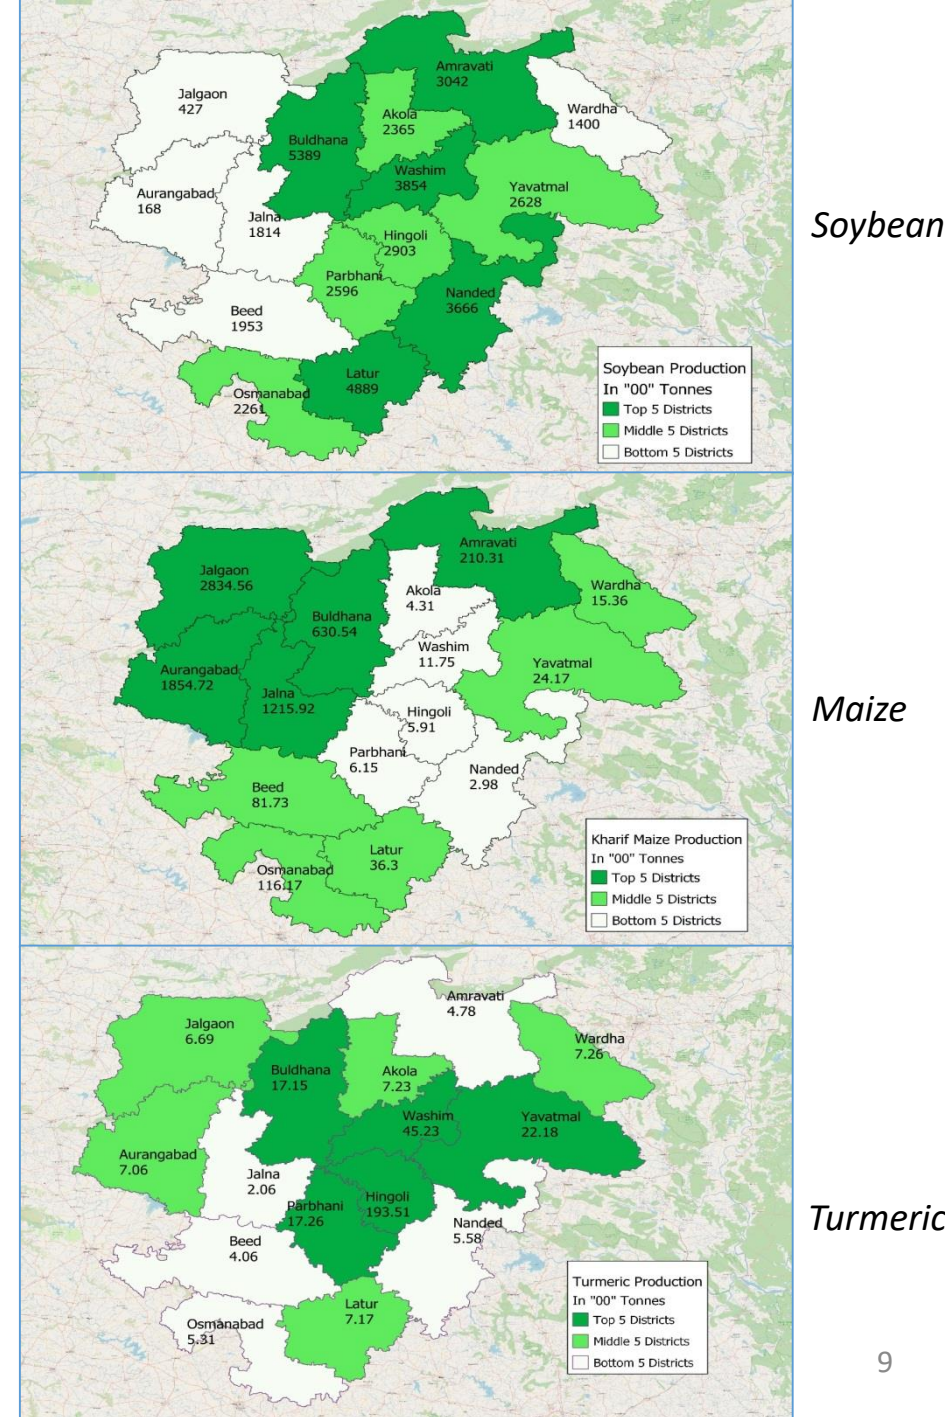 Amravati
3042
Jalgaon
427
Wardha
1400
Akola
2365
Buldhana
5389
Washim
3854
Yavatmal
2628
Aurangabad
168
Jalna
1814
Hingoli
2903
Parbhani
2596
Nanded
3666
Beed
1953
Latur
4889
Osmanabad
2261
Soybean Production
In "00" Tonnes
Top 5 Districts
Middle 5 Districts
Bottom 5 Districts
Soybean
Amravati
210.31
Jalgaon
2834.56
Wardha
15.36
Akola
4.31
Buldhana
630.54
Washim
11.75
Yavatmal
24.17
Aurangabad
1854.72
Jalna
1215.92
Hingoli
5.91
Parbhani
6.15
Nanded
2.98
Beed
81.73
Latur
36.3
Osmanabad
116.17
Kharif Maize Production
In "00" Tonnes
Top 5 Districts
Middle 5 Districts
Bottom 5 Districts
Maize
Amravati
4.78
Jalgaon
6.69
Wardha
7.26
Buldhana
17.15
Akola
7.23
Washim
45.23
Yavatmal
22.18
Aurangabad
7.06
Jalna
2.06
Hingoli
193.51
Parbhani
17.26
Nanded
5.58
Beed
4.06
Latur
7.17
Osmanabad
5.31
Turmeric Production
In "00" Tonnes
Top 5 Districts
Middle 5 Districts
Bottom 5 Districts
Turmeric
9